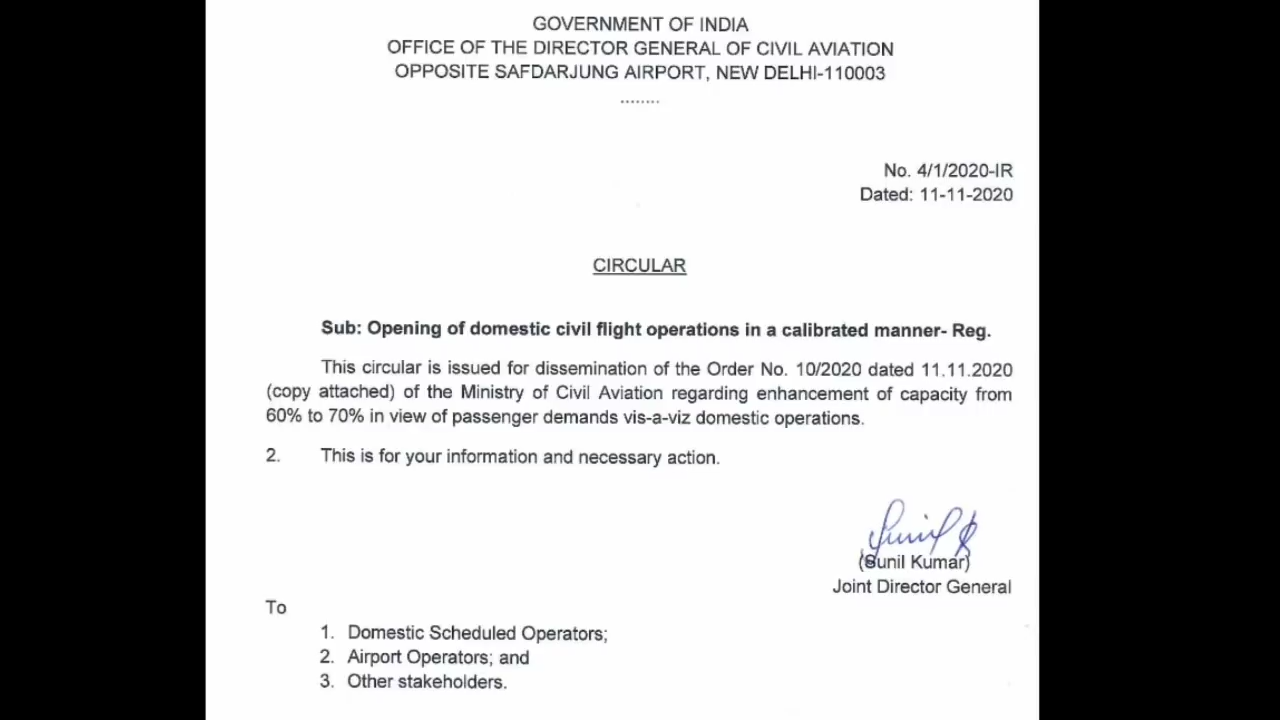 GOVERNMENT OF INDIA
OFFICE OF THE DIRECTOR GENERAL OF CIVIL AVIATION
OPPOSITE SAFDARJUNG AIRPORT, NEW DELHI-110003
........
No. 4/1/2020-IR
Dated: 11-11-2020
CIRCULAR
Sub: Opening of domestic civil flight operations in a calibrated manner- Reg.
This circular is issued for dissemination of the Order No. 10/2020 dated 11.11.2020
(copy attached) of the Ministry of Civil Aviation regarding enhancement of capacity from
60% to 70% in view of passenger demands vis-a-viz domestic operations.
2. This is for your information and necessary action.
Sunil K
(Sunil Kumar)
Joint Director General
To
1. Domestic Scheduled Operators;
2. Airport Operators; and
3. Other stakeholders.